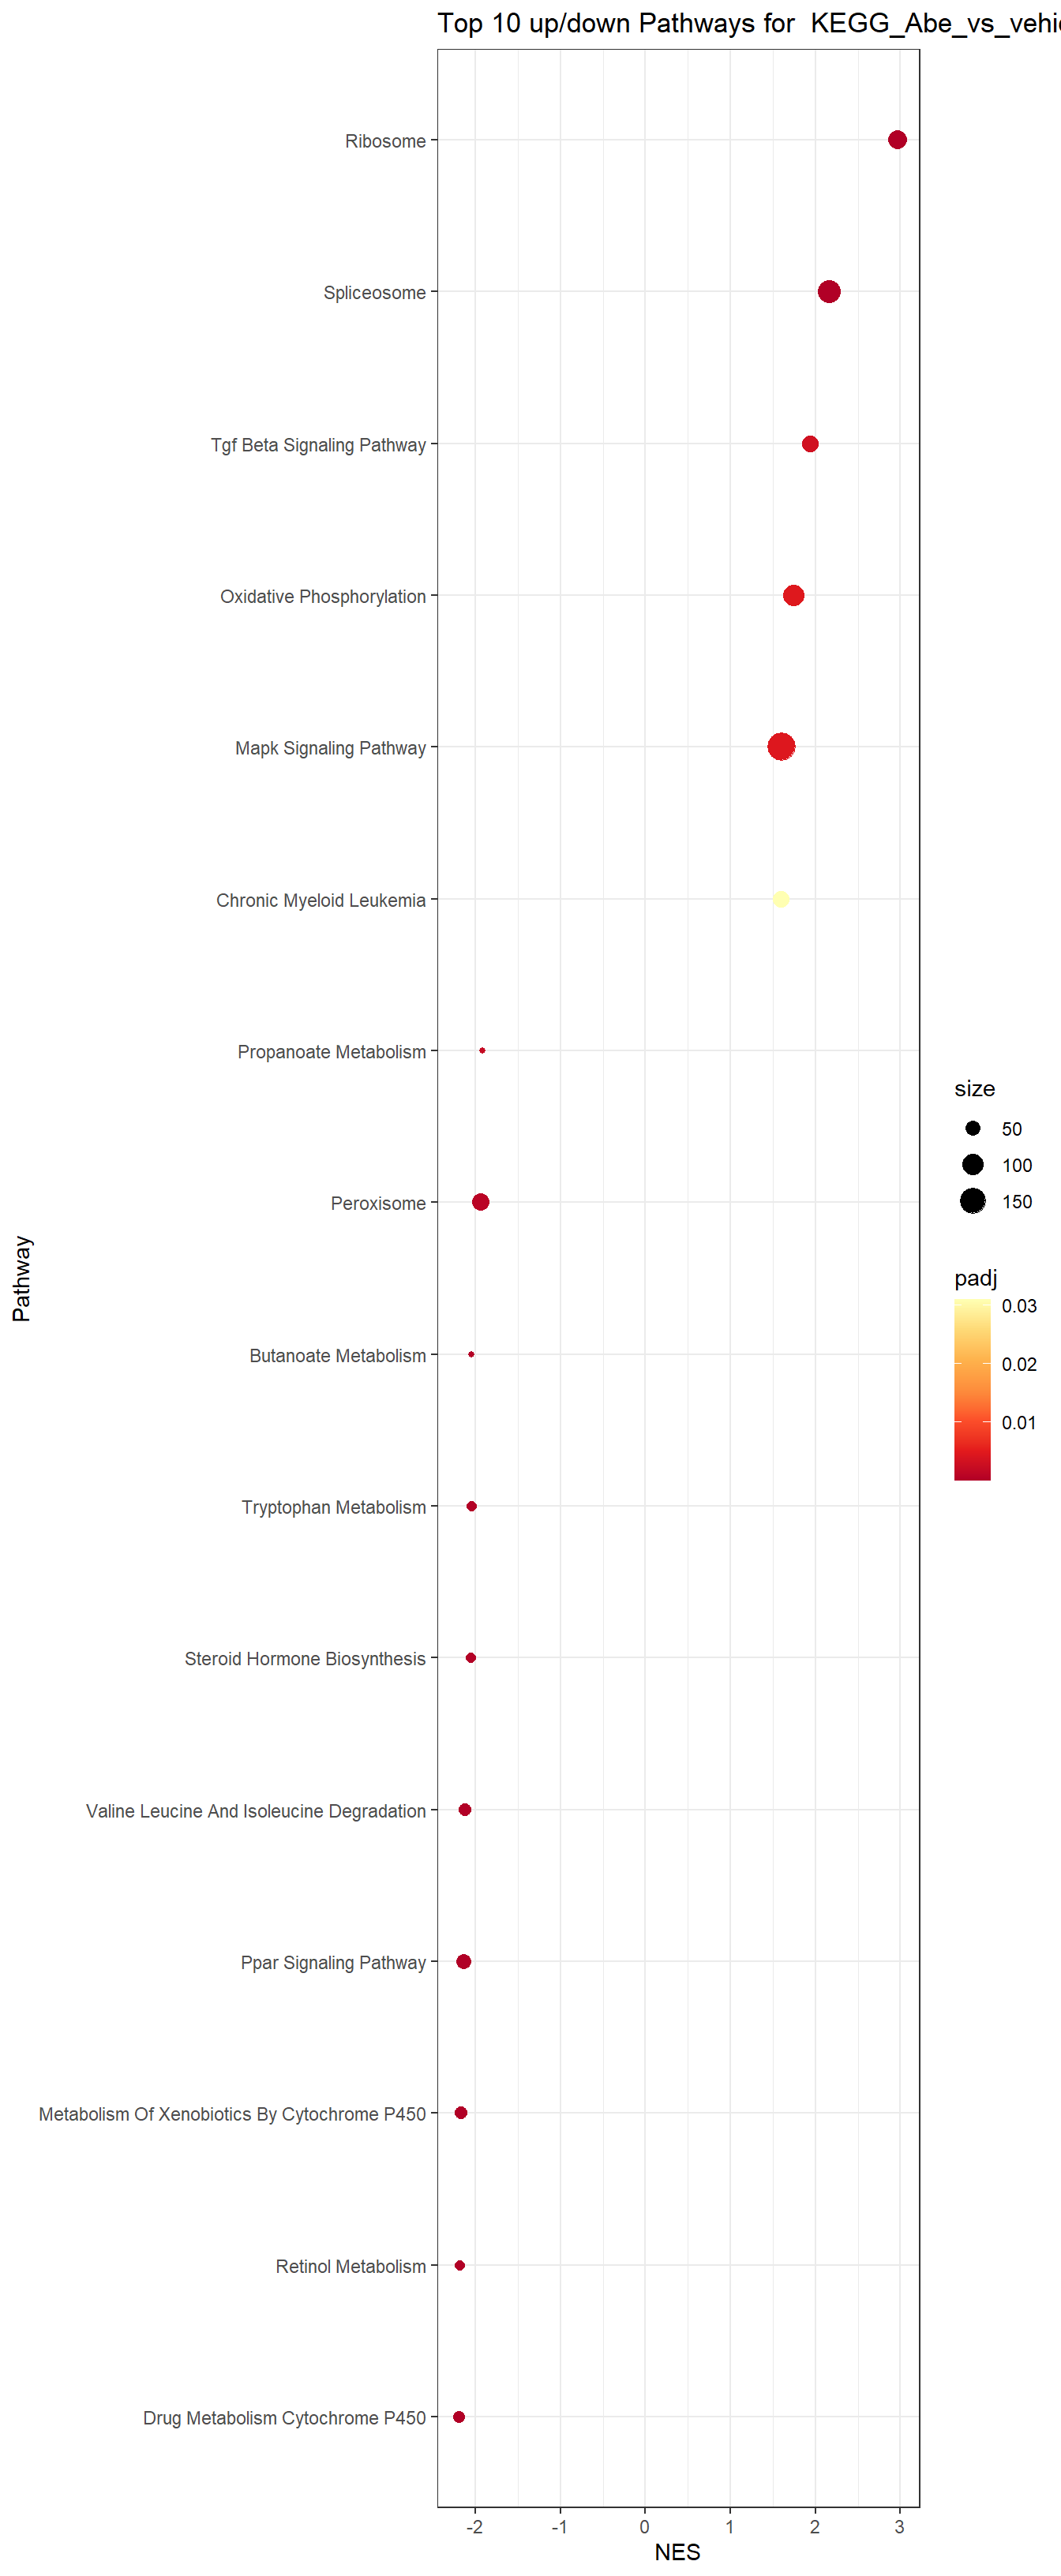 Top 10 up/down Pathways for  KEGG_Abe_vs_vehi
Ribosome
Spliceosome
Tgf Beta Signaling Pathway
Oxidative Phosphorylation
Mapk Signaling Pathway
Chronic Myeloid Leukemia
Propanoate Metabolism
Peroxisome
Butanoate Metabolism
Tryptophan Metabolism
Steroid Hormone Biosynthesis
Valine Leucine And Isoleucine Degradation
Ppar Signaling Pathway
Metabolism Of Xenobiotics By Cytochrome P450
Retinol Metabolism
Drug Metabolism Cytochrome P450
Pathway
-2
-1
0
1
2
3
NES
size
50
100
150
padj
0.03
0.02
0.01